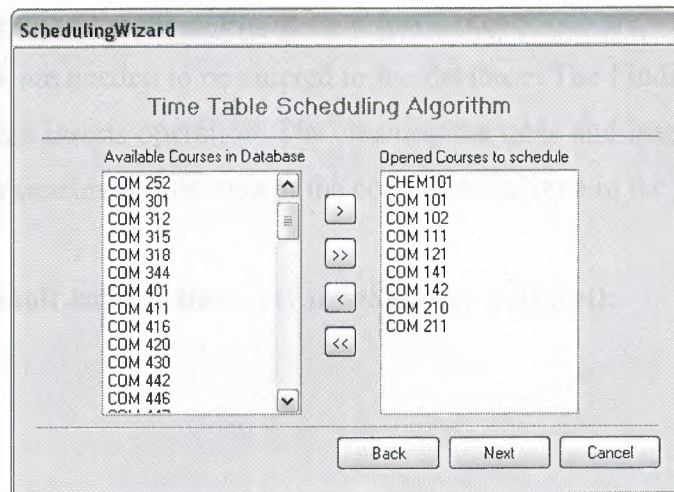 SchedulingWizard
Time Table Scheduling Algorithm
Available Courses in Database
COM 252
COM 301
COM 312
COM 315
COM 318
COM 344
COM 401
COM 411
COM 416
COM 420
COM 430
COM 442
COM 446
>
>>
<
<<
Opened Courses to schedule
CHEM101
COM 101
COM 102
COM 111
COM 121
COM 141
COM 142
COM 210
COM 211
Back
Next
Cancel